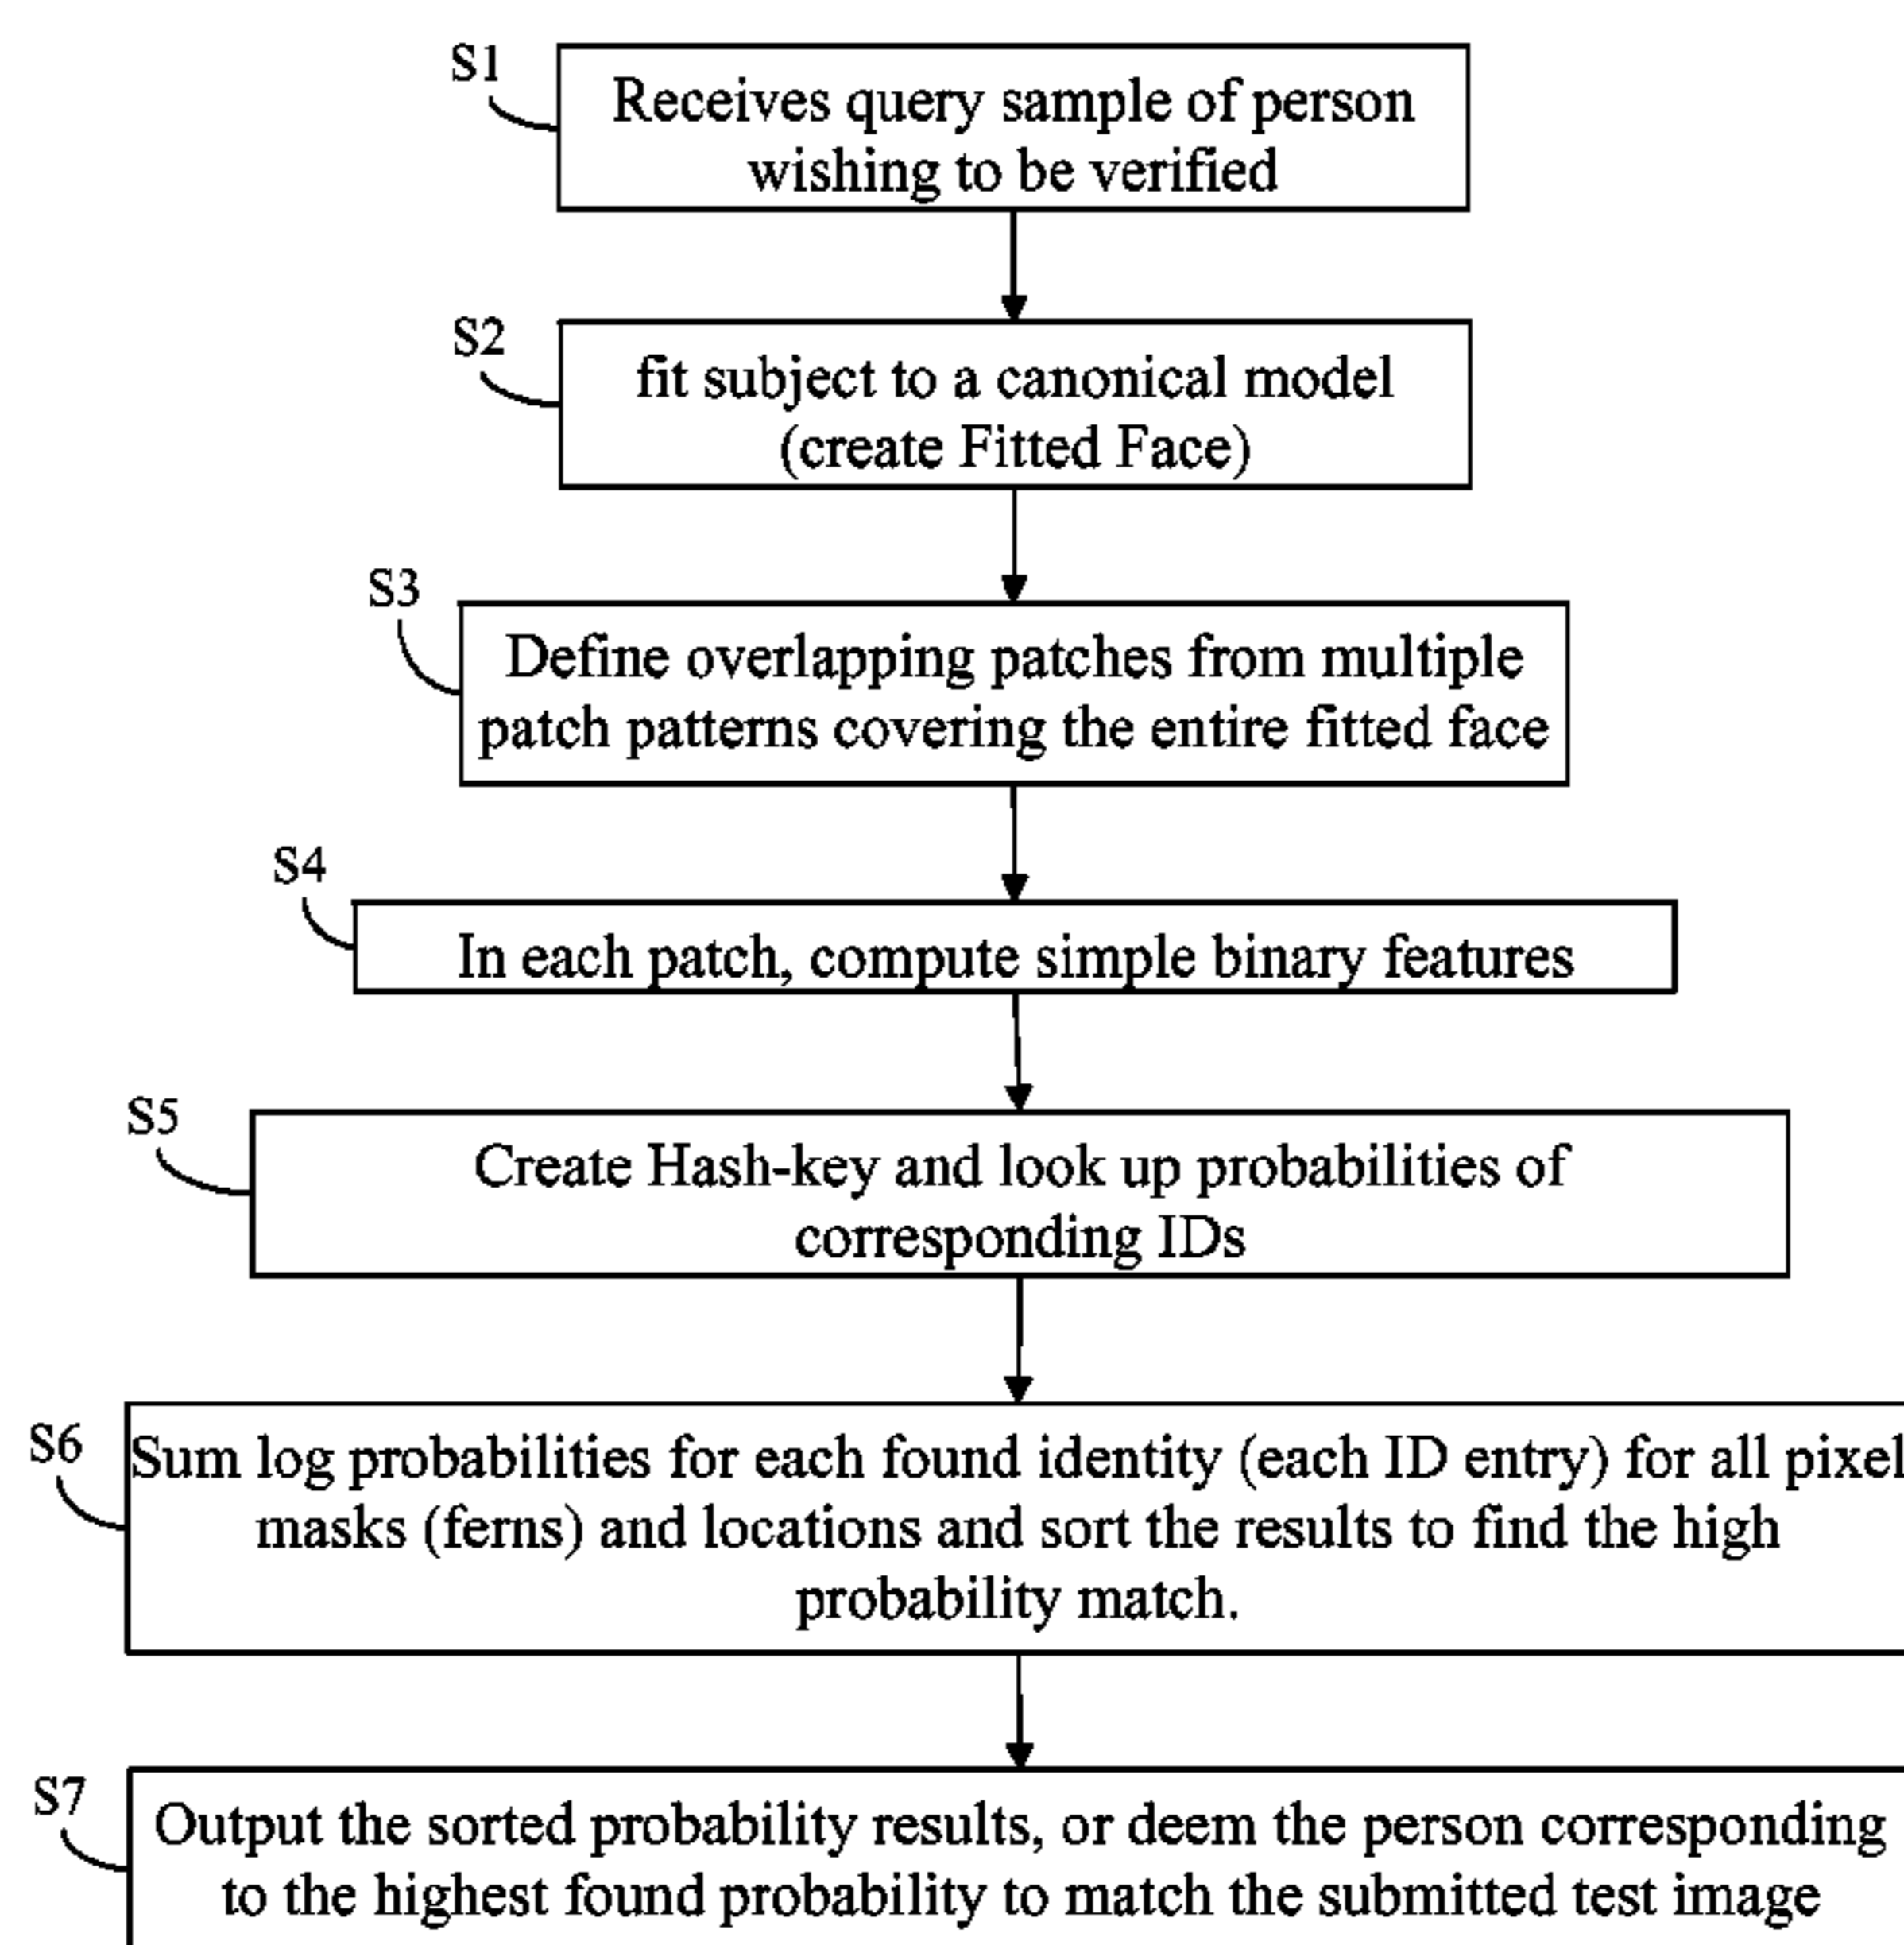 S1
Receives query sample of person
wishing to be verified
S2
fit subject to a canonical model
(create Fitted Face)
S3
Define overlapping patches from multiple
patch patterns covering the entire fitted face
S4
In each patch, compute simple binary features
S5
Create Hash-key and look up probabilities of
corresponding IDs
S6
Sum log probabilities for each found identity (each ID entry) for all pixel
masks (ferns) and locations and sort the results to find the high
probability match.
S7
Output the sorted probability results, or deem the person corresponding
to the highest found probability to match the submitted test image